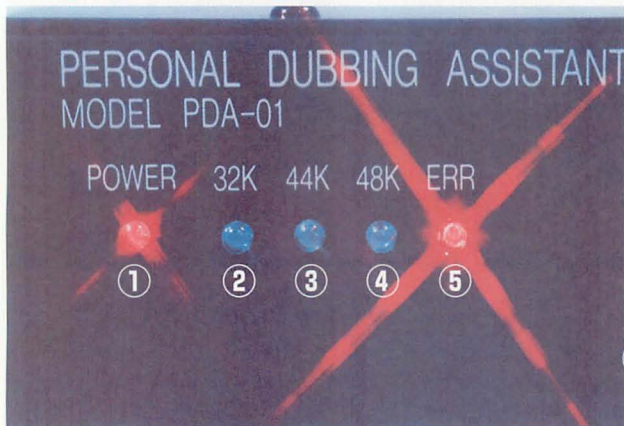 PERSONAL DUBBING ASSISTANT
MODEL PDA-01
POWER 32K 44K 48K ERR
① ② ③ ④ ⑤